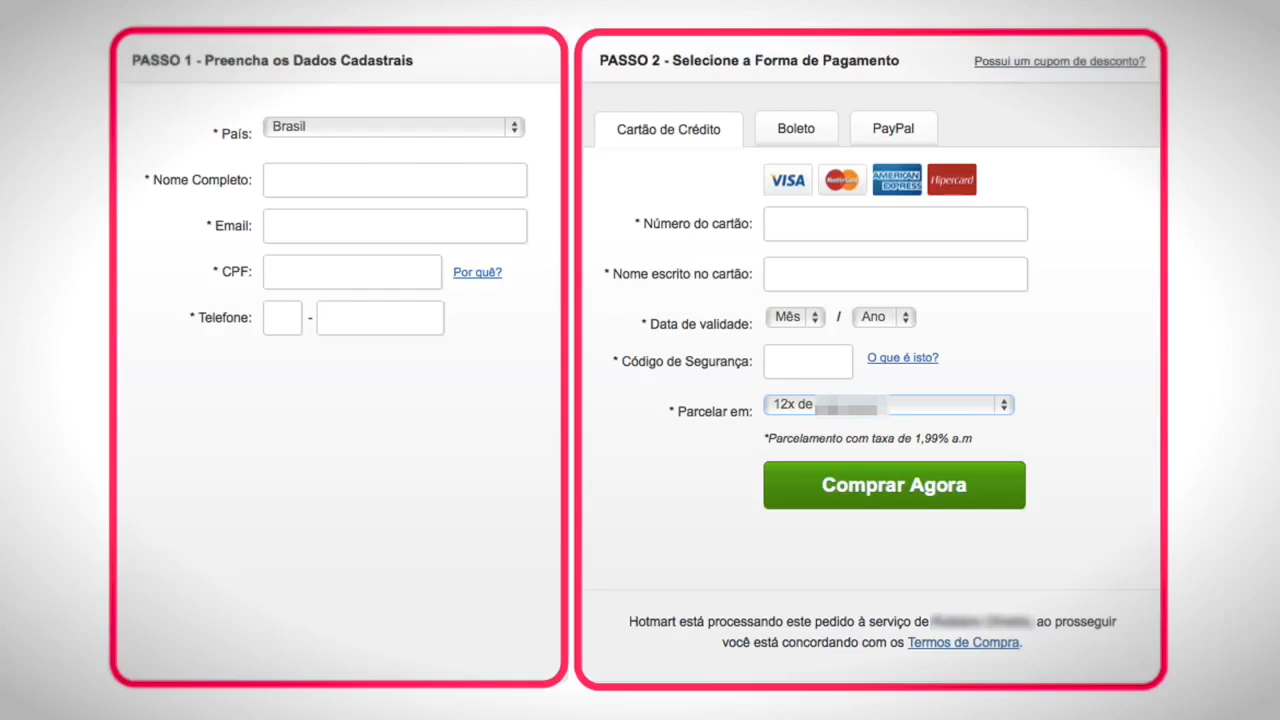 PASSO 1 - Preencha os Dados Cadastrais
* País: Brasil
* Nome Completo:
* Email:
* CPF: Por quê?
* Telefone: -
PASSO 2 - Selecione a Forma de Pagamento Possui um cupom de desconto?
Cartão de Crédito Boleto PayPal
VISA MasterCard AMERICAN EXPRESS Hipercard
* Número do cartão:
* Nome escrito no cartão:
* Data de validade: Mês / Ano
* Código de Segurança: O que é isto?
* Parcelar em: 12x de
*Parcelamento com taxa de 1,99% a.m
Comprar Agora
Hotmart está processando este pedido à serviço de ao prosseguir
você está concordando com os Termos de Compra.